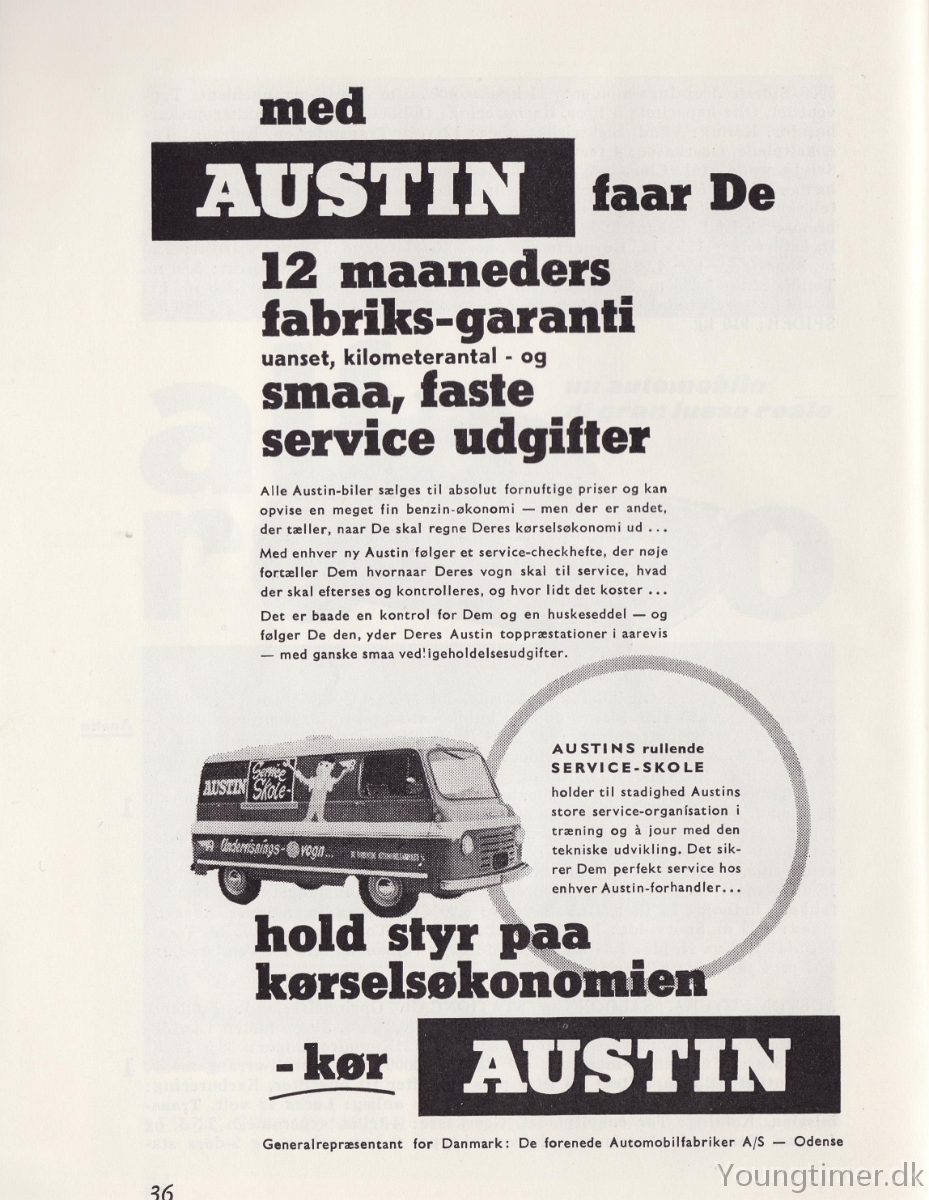 med
AUSTIN faar De
12 maaneders
fabriks-garanti
uanset, kilometerantal - og
smaa, faste
service udgifter
Alle Austin-biler sælges til absolut fornuftige priser og kan
opvise en meget fin benzin-økonomi — men der er andet,
der tæller, naar De skal regne Deres kørselsøkonomi ud ...
Med enhver ny Austin følger et service-checkhefte, der nøje
fortæller Dem hvornaar Deres vogn skal til service, hvad
der skal efterses og kontrolleres, og hvor lidt det koster ...
Det er baade en kontrol for Dem og en huskeseddel — og
følger De den, yder Deres Austin toppræstationer i aarevis
— med ganske smaa vedligeholdelsesudgifter.
AUSTINS rullende
SERVICE-SKOLE
holder til stadighed Austins
store service-organisation i
træning og à jour med den
tekniske udvikling. Det sik-
rer Dem perfekt service hos
enhver Austin-forhandler...
AUSTIN
Service
Skole-
Undervisnings-vogn...
hold styr paa
kørselsøkonomien
- kør AUSTIN
Generalrepræsentant for Danmark: De forenede Automobilfabriker A/S — Odense
36
Youngtimer.dk